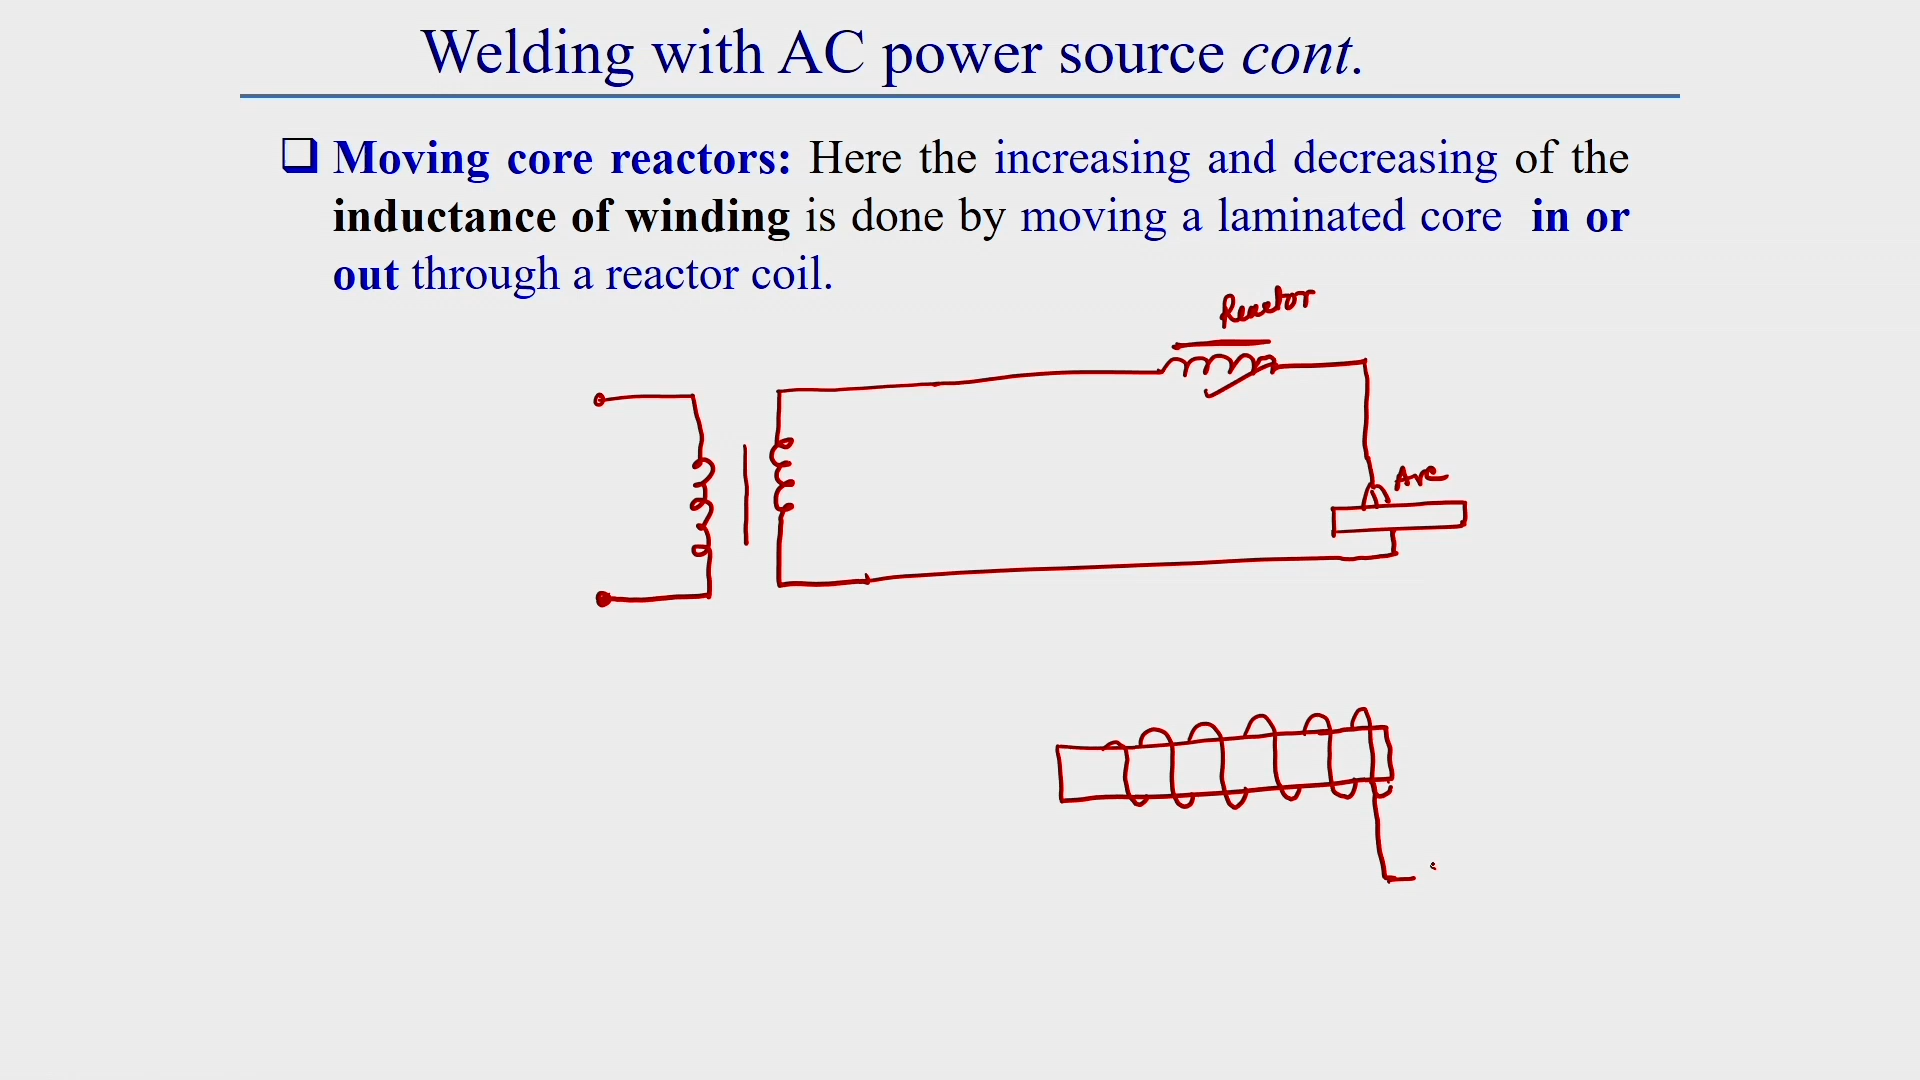 Welding with AC power source cont.
❑ Moving core reactors: Here the increasing and decreasing of the
inductance of winding is done by moving a laminated core in or
out through a reactor coil.
Reactor
Arc